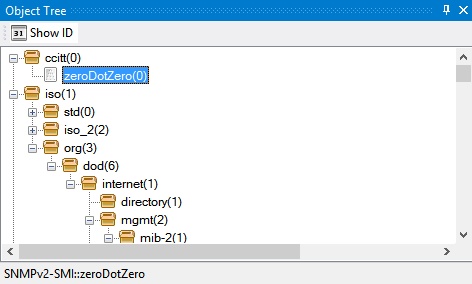 Object Tree
31 Show ID
ccitt(0)
zeroDotZero(0)
iso(1)
std(0)
iso_2(2)
org(3)
dod(6)
internet(1)
directory(1)
mgmt(2)
mib-2(1)
SNMPv2-SMI::zeroDotZero